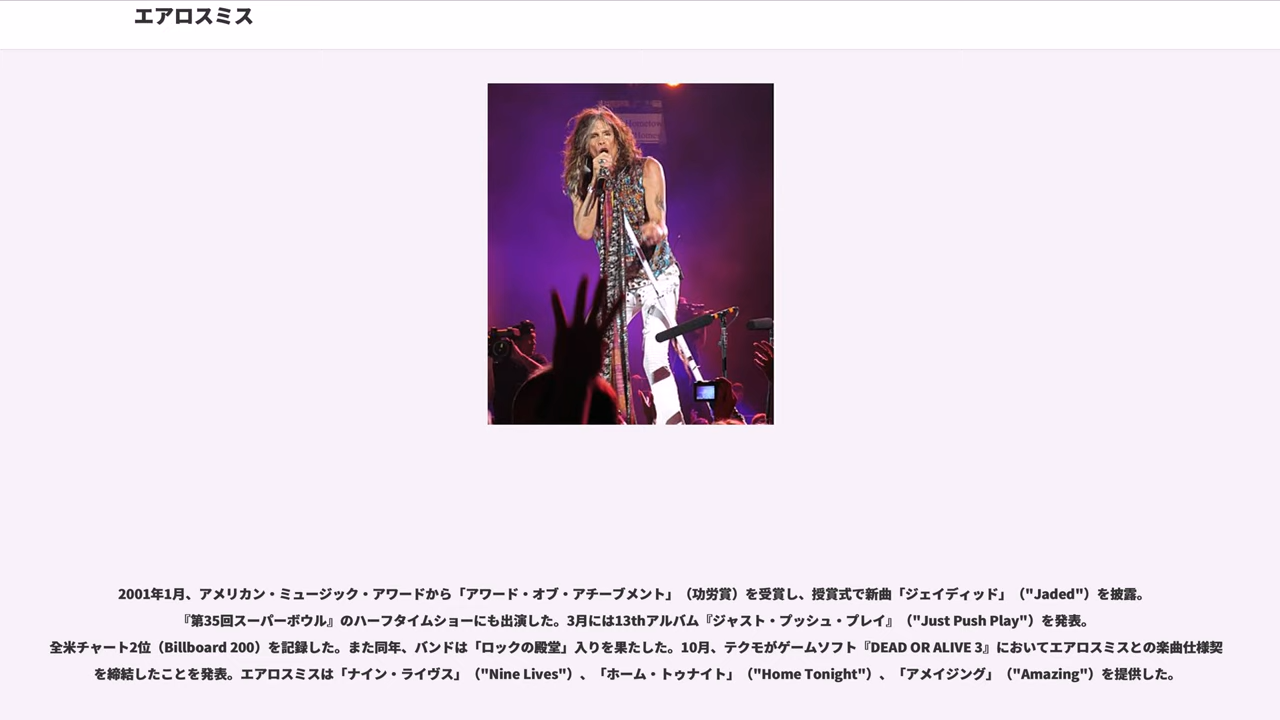 エアロスミス
2001年1月、アメリカン・ミュージック・アワードから「アワード・オブ・アチーブメント」（功労賞）を受賞し、授賞式で新曲「ジェイディッド」（"Jaded"）を披露。
『第35回スーパーボウル』のハーフタイムショーにも出演した。3月には13thアルバム『ジャスト・プッシュ・プレイ』（"Just Push Play"）を発表。
全米チャート2位（Billboard 200）を記録した。また同年、バンドは「ロックの殿堂」入りを果たした。10月、テクモがゲームソフト『DEAD OR ALIVE 3』においてエアロスミスとの楽曲仕様契
を締結したことを発表。エアロスミスは「ナイン・ライヴス」（"Nine Lives"）、「ホーム・トゥナイト」（"Home Tonight"）、「アメイジング」（"Amazing"）を提供した。